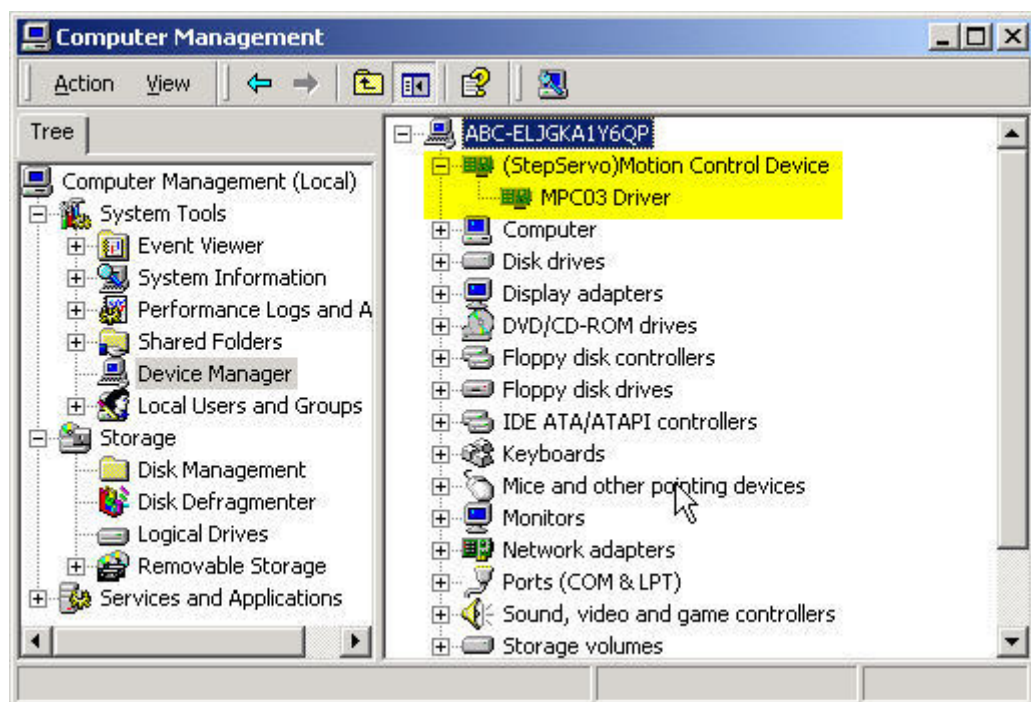 Computer Management
Action View
Tree
Computer Management (Local)
System Tools
Event Viewer
System Information
Performance Logs and A
Shared Folders
Device Manager
Local Users and Groups
Storage
Disk Management
Disk Defragmenter
Logical Drives
Removable Storage
Services and Applications
ABC-ELJGKA1Y6QP
(StepServo)Motion Control Device
MPC03 Driver
Computer
Disk drives
Display adapters
DVD/CD-ROM drives
Floppy disk controllers
Floppy disk drives
IDE ATA/ATAPI controllers
Keyboards
Mice and other pointing devices
Monitors
Network adapters
Ports (COM & LPT)
Sound, video and game controllers
Storage volumes